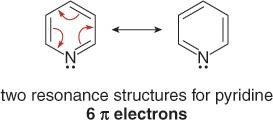 N N
two resonance structures for pyridine
6 π electrons